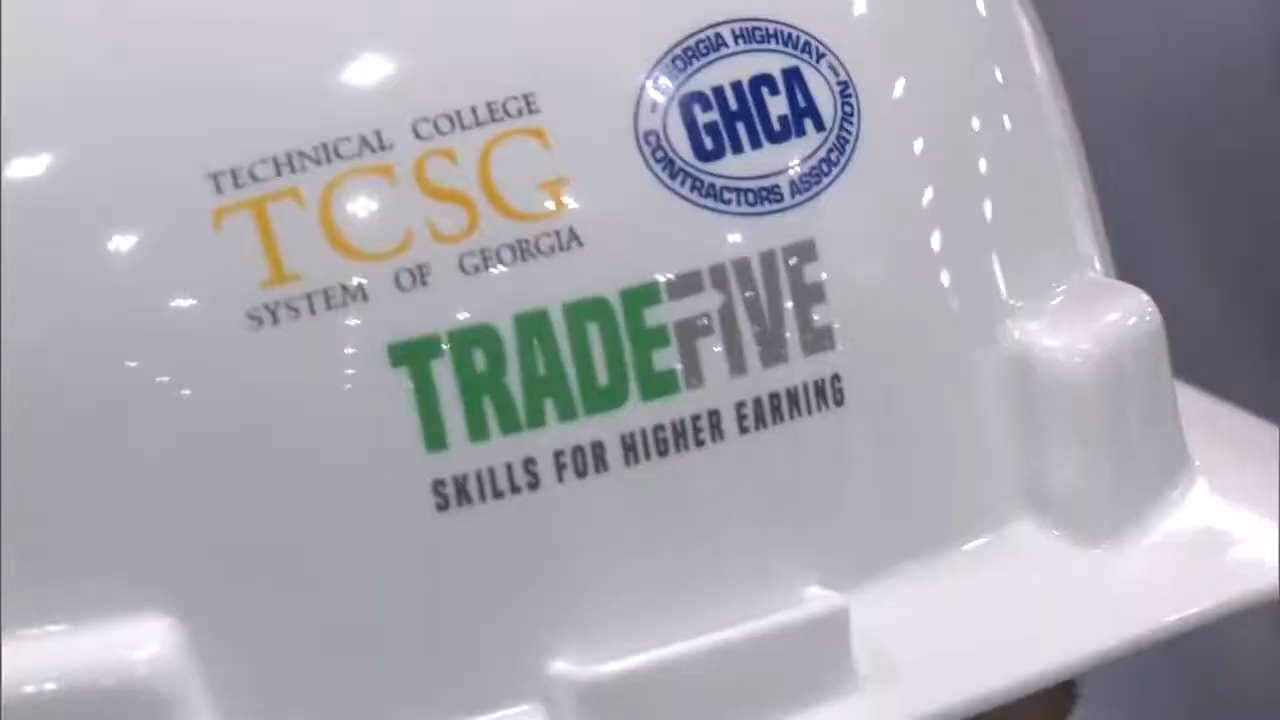 TECHNICAL COLLEGE
TCSG
SYSTEM OF GEORGIA
GEORGIA HIGHWAY
GHCA
CONTRACTORS ASSOCIATION
TRADEFIVE
SKILLS FOR HIGHER EARNING